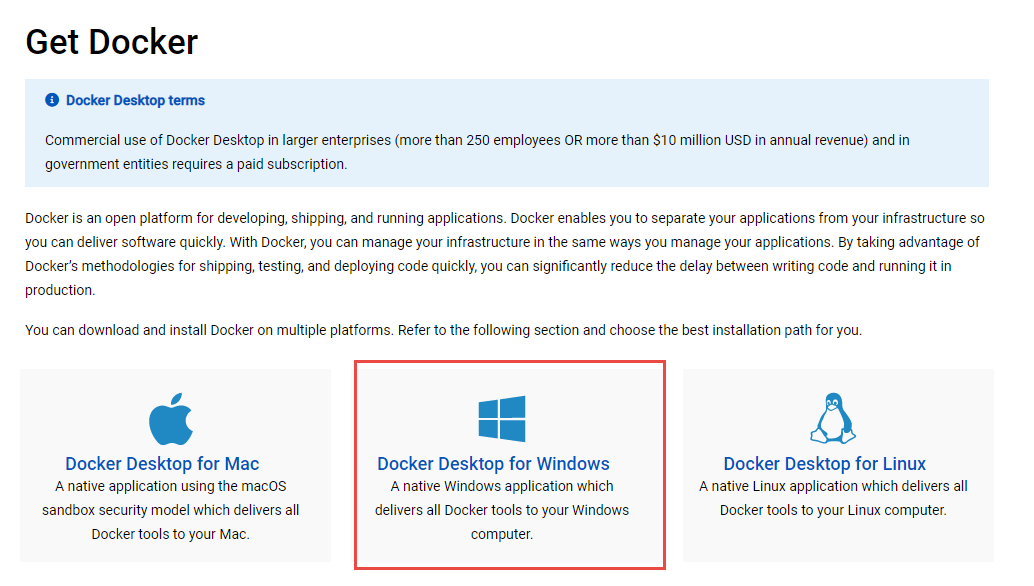 Get Docker
Docker Desktop terms
Commercial use of Docker Desktop in larger enterprises (more than 250 employees OR more than $10 million USD in annual revenue) and in
government entities requires a paid subscription.
Docker is an open platform for developing, shipping, and running applications. Docker enables you to separate your applications from your infrastructure so
you can deliver software quickly. With Docker, you can manage your infrastructure in the same ways you manage your applications. By taking advantage of
Docker’s methodologies for shipping, testing, and deploying code quickly, you can significantly reduce the delay between writing code and running it in
production.
You can download and install Docker on multiple platforms. Refer to the following section and choose the best installation path for you.
Docker Desktop for Mac
A native application using the macOS
sandbox security model which delivers all
Docker tools to your Mac.
Docker Desktop for Windows
A native Windows application which
delivers all Docker tools to your Windows
computer.
Docker Desktop for Linux
A native Linux application which delivers all
Docker tools to your Linux computer.